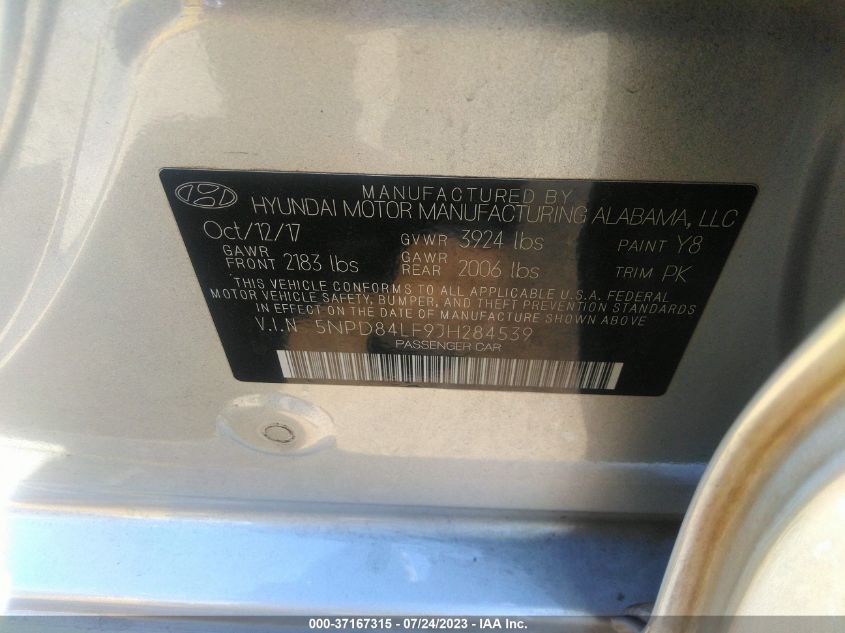 MANUFACTURED BY
HYUNDAI MOTOR MANUFACTURING ALABAMA, LLC
Oct/12/17 GVWR 3924 lbs PAINT Y8
GAWR FRONT 2183 lbs GAWR REAR 2006 lbs TRIM PK
THIS VEHICLE CONFORMS TO ALL APPLICABLE U.S.A. FEDERAL
MOTOR VEHICLE SAFETY, BUMPER, AND THEFT PREVENTION STANDARDS
IN EFFECT ON THE DATE OF MANUFACTURE SHOWN ABOVE
V.I.N 5NPD84LF9JH284539
PASSENGER CAR
000-37167315 - 07/24/2023 - IAA Inc.